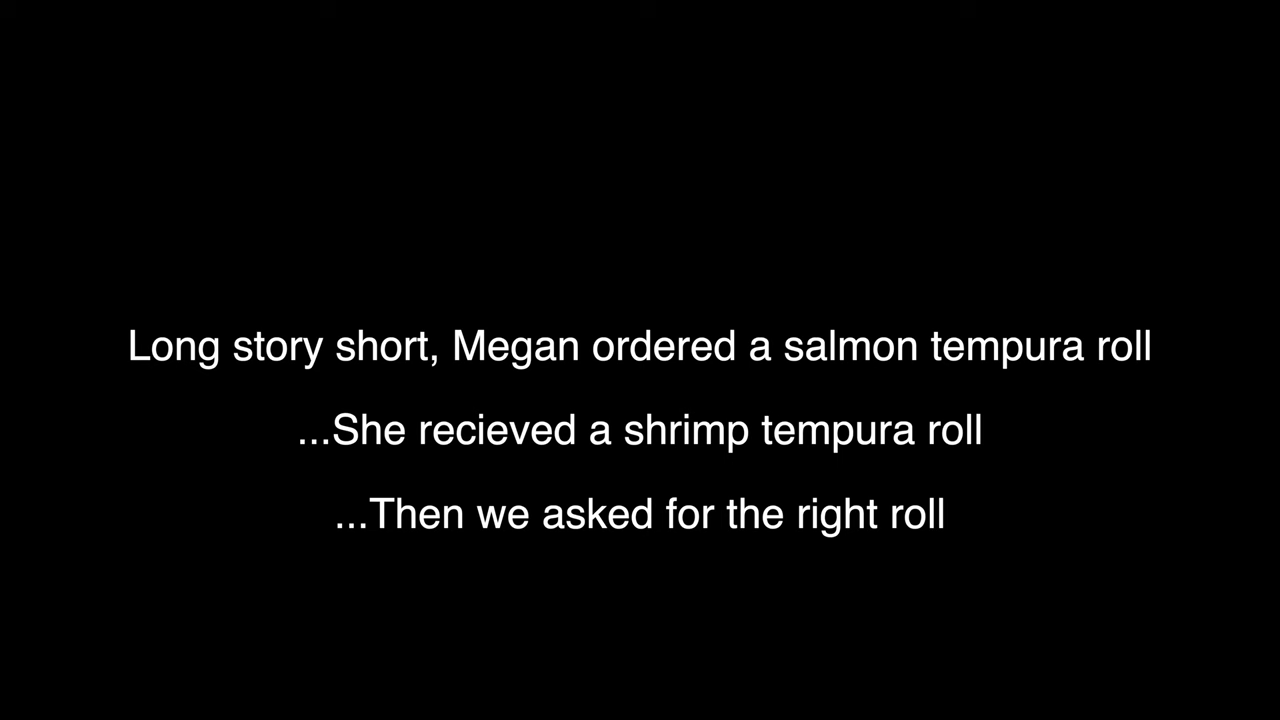 Long story short, Megan ordered a salmon tempura roll
...She recieved a shrimp tempura roll
...Then we asked for the right roll